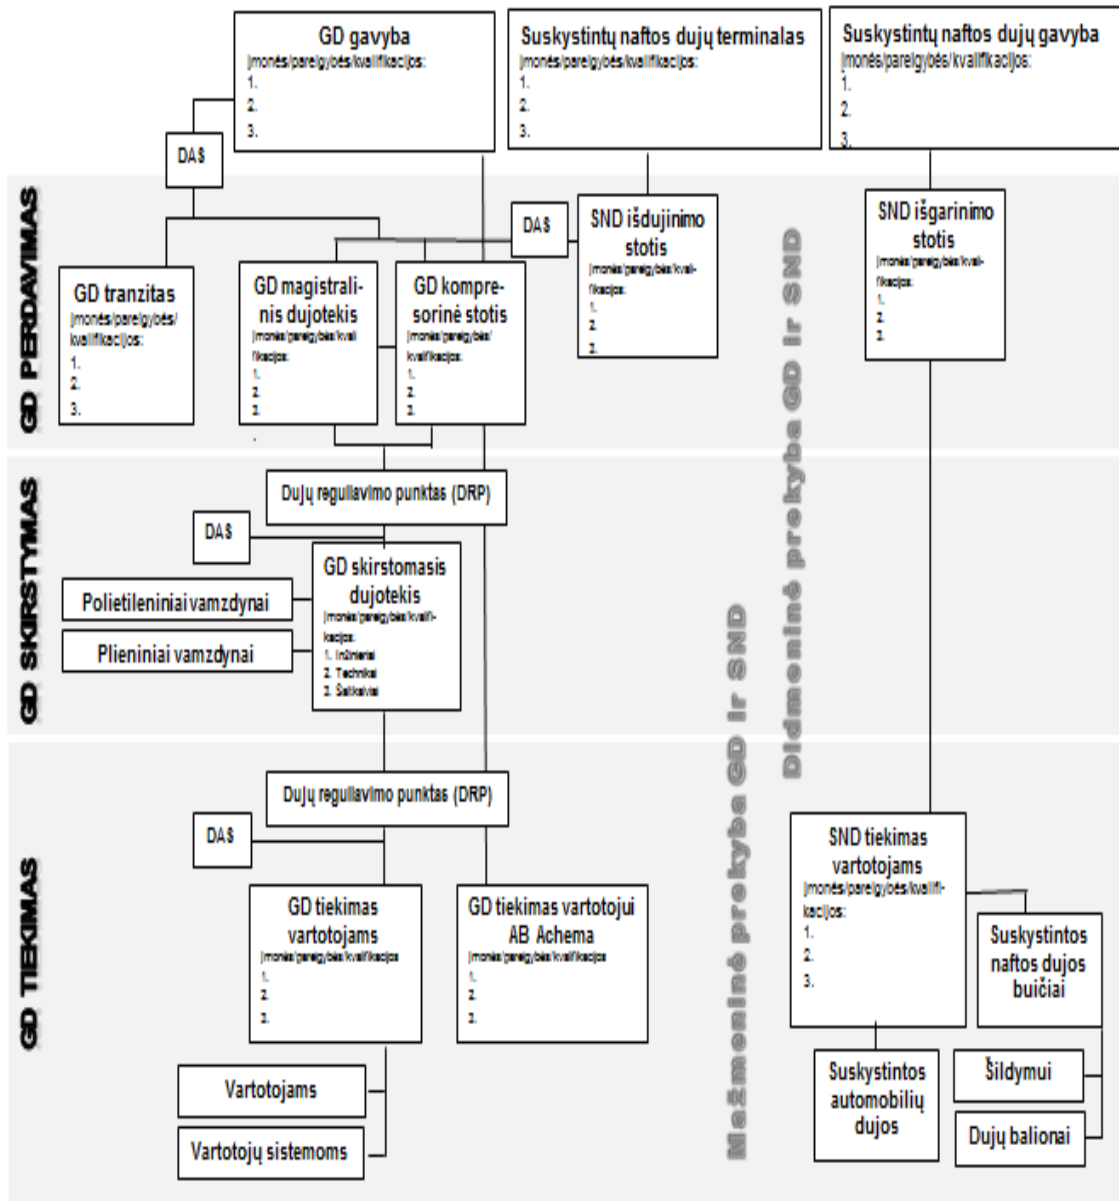 GD gavyba
Įmonės/pareigybės/kvalifikacijos:
1.
2.
3.
Suskystintų naftos dujų terminalas
Įmonės/pareigybės/kvalifikacijos:
1.
2.
3.
Suskystintų naftos dujų gavyba
Įmonės/pareigybės/kvalifikacijos:
1.
2.
3.
DAS
GD PERDAVIMAS
DAS
SND išdujinimo
stotis
Įmonės/pareigybės/kvali-
fikacijos:
1.
2.
3.
SND išgarinimo
stotis
Įmonės/pareigybės/kvali-
fikacijos:
1.
2.
3.
GD tranzitas
Įmonės/pareigybės/
kvalifikacijos:
1.
2.
3.
GD magistrali-
nis dujotekis
Įmonės/pareigybės/kvali
fikacijos:
1.
2.
3.
.
GD kompre-
sorinė stotis
Įmonės/pareigybės/
kvalifikacijos:
1.
2.
3.
Didmeninė prekyba GD ir SND
GD SKIRSTYMAS
Dujų reguliavimo punktas (DRP)
DAS
GD skirstomasis
dujotekis
Įmonės/pareigybės/kvalifi-
kacijos:
1. Inžinieriai
2. Technikai
3. Šaltkalviai
Polietileniniai vamzdynai
Plieniniai vamzdynai
Mažmeninė prekyba GD ir SND
GD TIEKIMAS
Dujų reguliavimo punktas (DRP)
DAS
GD tiekimas
vartotojams
Įmonės/pareigybės/kvalifikacijos
1.
2.
3.
GD tiekimas vartotojui
AB Achema
Įmonės/pareigybės/kvalifikacijos
1.
2.
3.
SND tiekimas
vartotojams
Įmonės/pareigybės/kvalifi-
kacijos:
1.
2.
3.
Suskystintos
naftos dujos
buičiai
Vartotojams
Vartotojų sistemoms
Suskystintos
automobilių
dujos
Šildymui
Dujų balionai